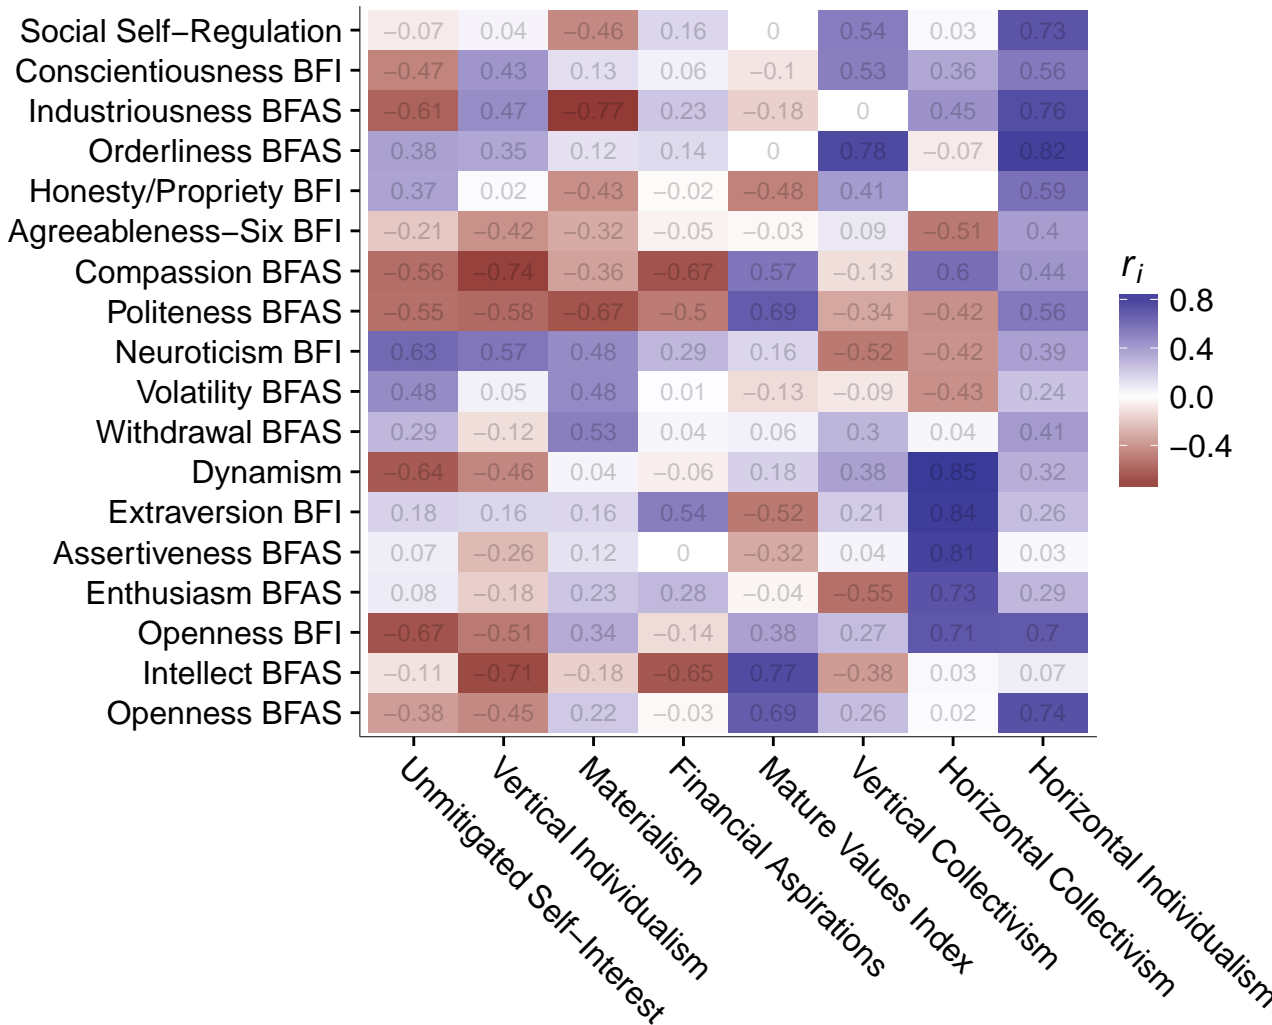 Social Self−Regulation −0.07 0.04 −0.46 0.16 0 0.54 0.03 0.73
Conscientiousness BFI −0.47 0.43 0.13 0.06 −0.1 0.53 0.36 0.56
Industriousness BFAS −0.61 0.47 −0.77 0.23 −0.18 0 0.45 0.76
Orderliness BFAS 0.38 0.35 0.12 0.14 0 0.78 −0.07 0.82
Honesty/Propriety BFI 0.37 0.02 −0.43 −0.02 −0.48 0.41 0.59
Agreeableness−Six BFI −0.21 −0.42 −0.32 −0.05 −0.03 0.09 −0.51 0.4
Compassion BFAS −0.56 −0.74 −0.36 −0.67 0.57 −0.13 0.6 0.44
Politeness BFAS −0.55 −0.58 −0.67 −0.5 0.69 −0.34 −0.42 0.56
Neuroticism BFI 0.63 0.57 0.48 0.29 0.16 −0.52 −0.42 0.39
Volatility BFAS 0.48 0.05 0.48 0.01 −0.13 −0.09 −0.43 0.24
Withdrawal BFAS 0.29 −0.12 0.53 0.04 0.06 0.3 0.04 0.41
Dynamism −0.64 −0.46 0.04 −0.06 0.18 0.38 0.85 0.32
Extraversion BFI 0.18 0.16 0.16 0.54 −0.52 0.21 0.84 0.26
Assertiveness BFAS 0.07 −0.26 0.12 0 −0.32 0.04 0.81 0.03
Enthusiasm BFAS 0.08 −0.18 0.23 0.28 −0.04 −0.55 0.73 0.29
Openness BFI −0.67 −0.51 0.34 −0.14 0.38 0.27 0.71 0.7
Intellect BFAS −0.11 −0.71 −0.18 −0.65 0.77 −0.38 0.03 0.07
Openness BFAS −0.38 −0.45 0.22 −0.03 0.69 0.26 0.02 0.74
Unmitigated Self−Interest
Vertical Individualism
Materialism
Financial Aspirations
Mature Values Index
Vertical Collectivism
Horizontal Collectivism
Horizontal Individualism
r i
0.8
0.4
0.0
−0.4